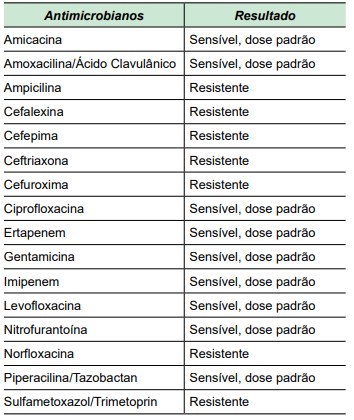 Antimicrobianos Resultado
Amicacina Sensível, dose padrão
Amoxacilina/Ácido Clavulânico Sensível, dose padrão
Ampicilina Resistente
Cefalexina Resistente
Cefepima Resistente
Ceftriaxona Resistente
Cefuroxima Resistente
Ciprofloxacina Sensível, dose padrão
Ertapenem Sensível, dose padrão
Gentamicina Sensível, dose padrão
Imipenem Sensível, dose padrão
Levofloxacina Sensível, dose padrão
Nitrofurantoína Sensível, dose padrão
Norfloxacina Resistente
Piperacilina/Tazobactan Sensível, dose padrão
Sulfametoxazol/Trimetoprin Resistente